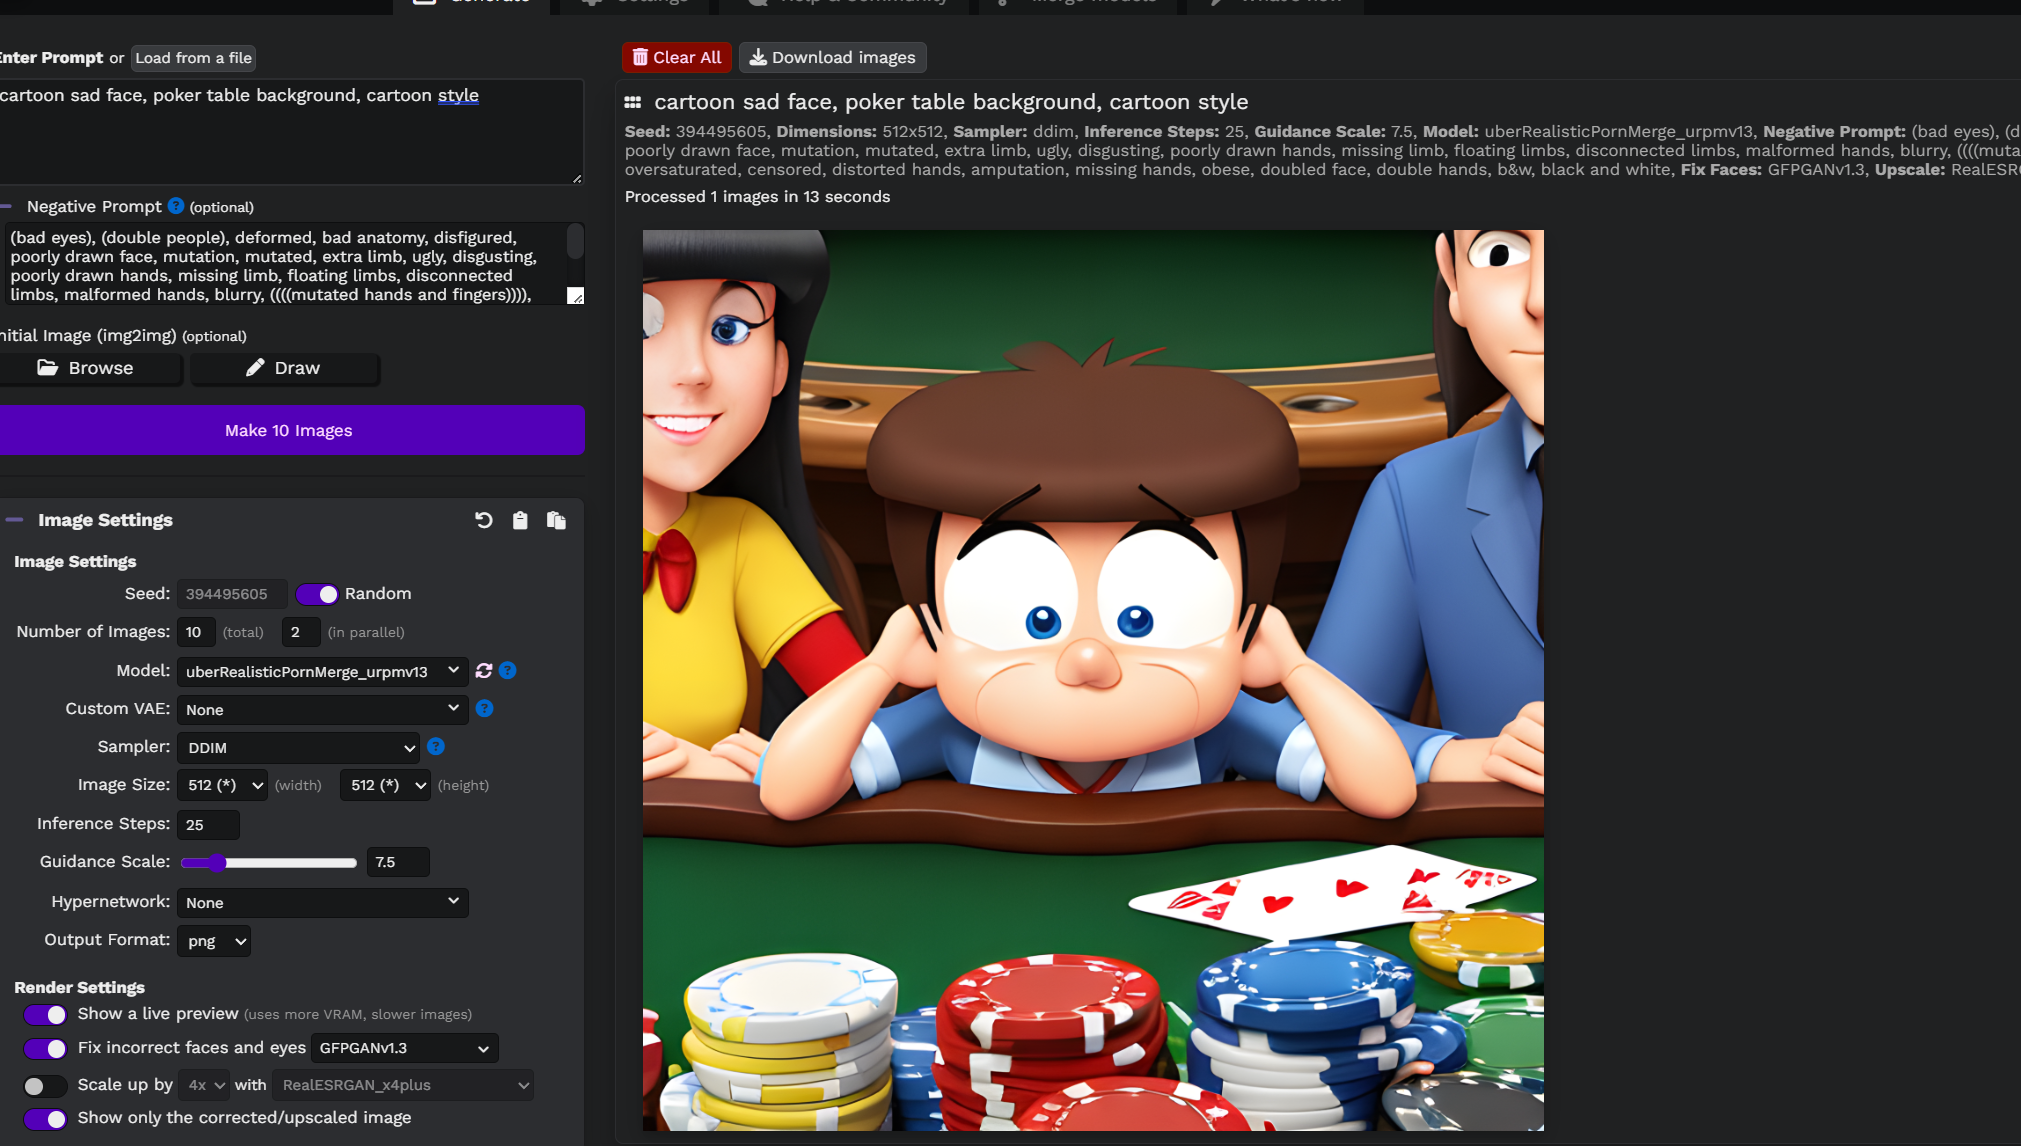 Generate Settings Help & Community Merge models What's new
Enter Prompt or Load from a file
cartoon sad face, poker table background, cartoon style
Negative Prompt ? (optional)
(bad eyes), (double people), deformed, bad anatomy, disfigured,
poorly drawn face, mutation, mutated, extra limb, ugly, disgusting,
poorly drawn hands, missing limb, floating limbs, disconnected
limbs, malformed hands, blurry, ((((mutated hands and fingers)))),
nitial Image (img2img) (optional)
Browse Draw
Make 10 Images
Image Settings
Image Settings
Seed: 394495605 Random
Number of Images: 10 (total) 2 (in parallel)
Model: uberRealisticPornMerge_urpmv13 ?
Custom VAE: None ?
Sampler: DDIM ?
Image Size: 512 (*) (width) 512 (*) (height)
Inference Steps: 25
Guidance Scale: 7.5
Hypernetwork: None
Output Format: png
Render Settings
Show a live preview (uses more VRAM, slower images)
Fix incorrect faces and eyes GFPGANv1.3
Scale up by 4x with RealESRGAN_x4plus
Show only the corrected/upscaled image
Clear All Download images
cartoon sad face, poker table background, cartoon style
Seed: 394495605, Dimensions: 512x512, Sampler: ddim, Inference Steps: 25, Guidance Scale: 7.5, Model: uberRealisticPornMerge_urpmv13, Negative Prompt: (bad eyes), (d
poorly drawn face, mutation, mutated, extra limb, ugly, disgusting, poorly drawn hands, missing limb, floating limbs, disconnected limbs, malformed hands, blurry, ((((muta
oversaturated, censored, distorted hands, amputation, missing hands, obese, doubled face, double hands, b&w, black and white, Fix Faces: GFPGANv1.3, Upscale: RealESR
Processed 1 images in 13 seconds